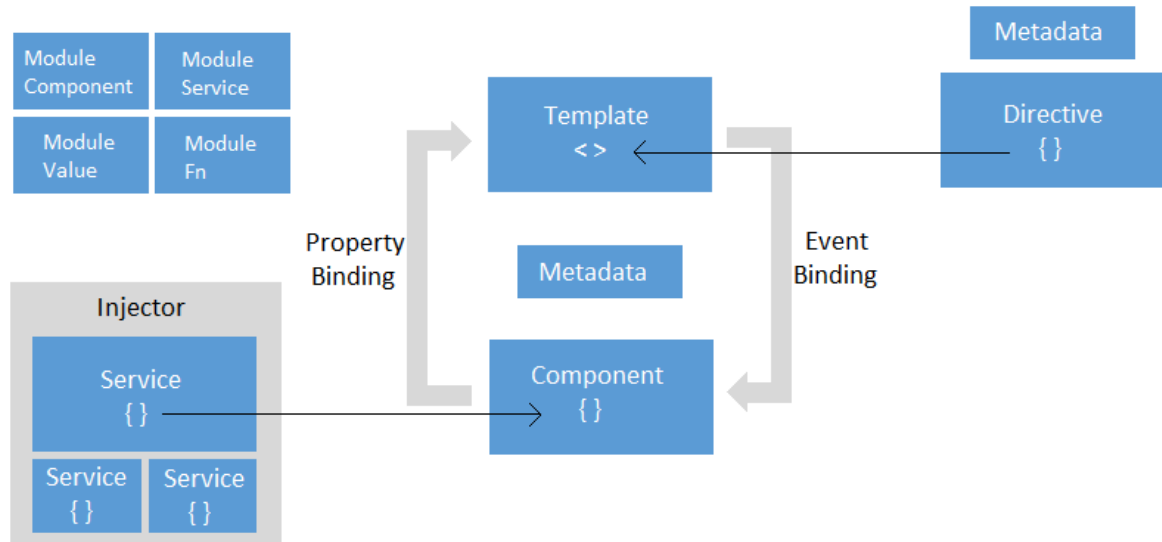 Module
Component
Module
Service
Module
Value
Module
Fn
Template
< >
Metadata
Directive
{ }
Property
Binding
Metadata
Event
Binding
Injector
Service
{ }
Component
{ }
Service
{ }
Service
{ }